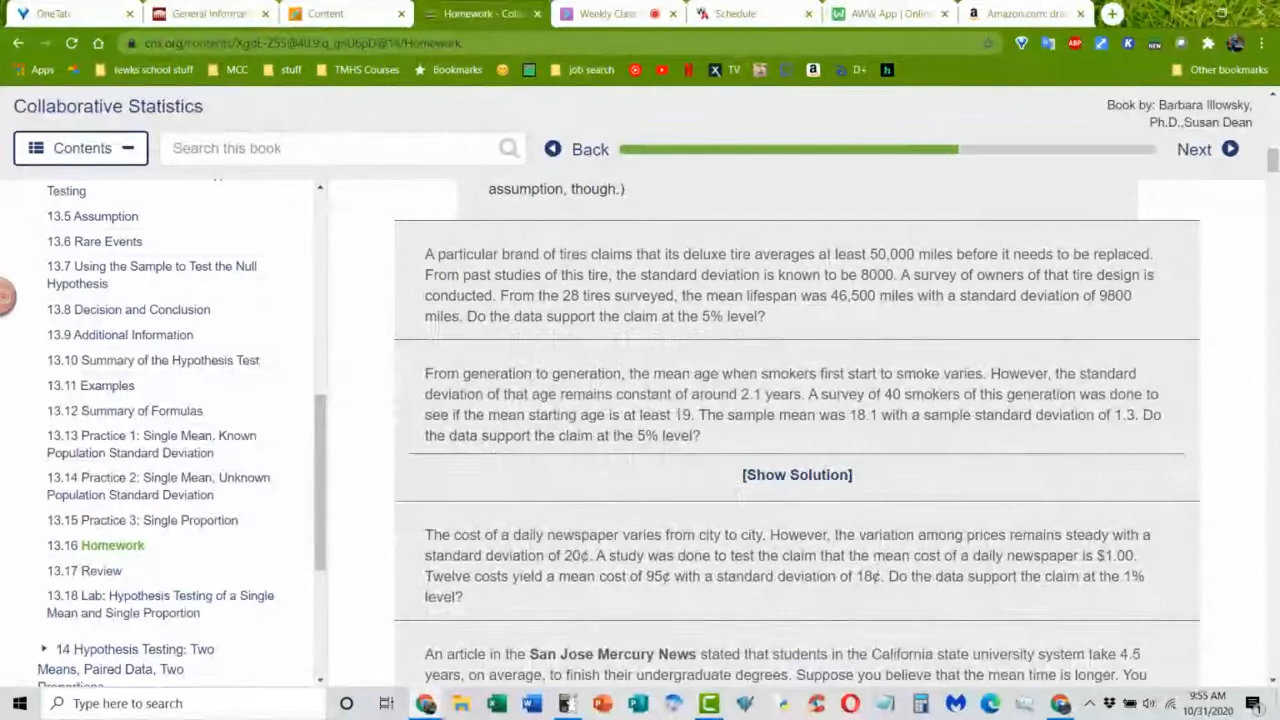 OneTab
General Informat
Content
Homework - Coll
Weekly Class
Schedule
AWW App | Online
Amazon.com: dra
Apps
lewks school stuff
MCC
stuff
TMHS Courses
Bookmarks
job search
TV
D+
Other bookmarks
Collaborative Statistics
Book by: Barbara Illowsky,
Ph.D.,Susan Dean
Contents
Search this book
Back
Next
Testing
13.5 Assumption
13.6 Rare Events
13.7 Using the Sample to Test the Null
Hypothesis
13.8 Decision and Conclusion
13.9 Additional Information
13.10 Summary of the Hypothesis Test
13.11 Examples
13.12 Summary of Formulas
13.13 Practice 1: Single Mean, Known
Population Standard Deviation
13.14 Practice 2: Single Mean, Unknown
Population Standard Deviation
13.15 Practice 3: Single Proportion
13.16 Homework
13.17 Review
13.18 Lab: Hypothesis Testing of a Single
Mean and Single Proportion
14 Hypothesis Testing: Two
Means, Paired Data, Two
assumption, though.)
A particular brand of tires claims that its deluxe tire averages at least 50,000 miles before it needs to be replaced.
From past studies of this tire, the standard deviation is known to be 8000. A survey of owners of that tire design is
conducted. From the 28 tires surveyed, the mean lifespan was 46,500 miles with a standard deviation of 9800
miles. Do the data support the claim at the 5% level?
From generation to generation, the mean age when smokers first start to smoke varies. However, the standard
deviation of that age remains constant of around 2.1 years. A survey of 40 smokers of this generation was done to
see if the mean starting age is at least 19. The sample mean was 18.1 with a sample standard deviation of 1.3. Do
the data support the claim at the 5% level?
[Show Solution]
The cost of a daily newspaper varies from city to city. However, the variation among prices remains steady with a
standard deviation of 20¢. A study was done to test the claim that the mean cost of a daily newspaper is $1.00.
Twelve costs yield a mean cost of 95¢ with a standard deviation of 18¢. Do the data support the claim at the 1%
level?
An article in the San Jose Mercury News stated that students in the California state university system take 4.5
years, on average, to finish their undergraduate degrees. Suppose you believe that the mean time is longer. You
Type here to search
9:55 AM
10/31/2020